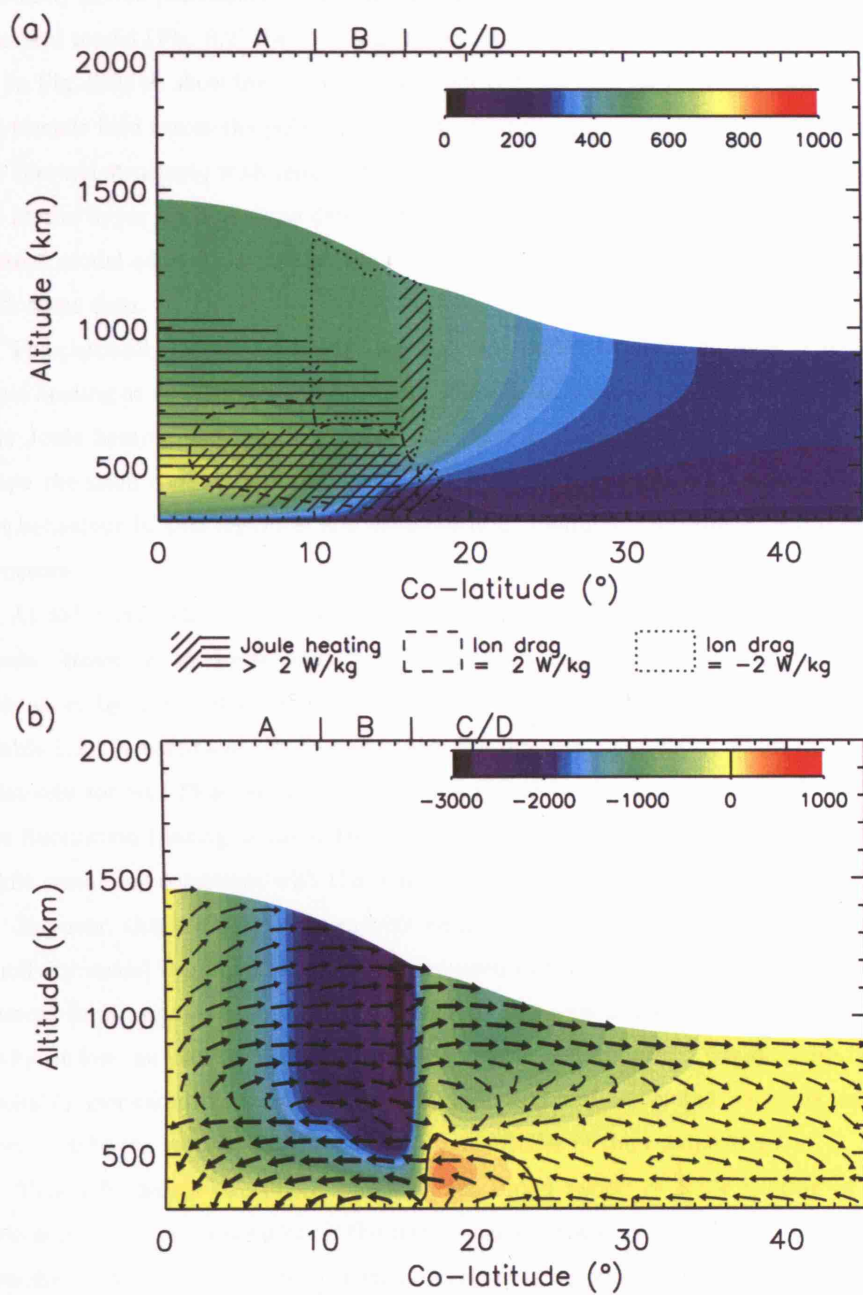 (a)
A B C/D
2000
1500
1000
500
Altitude (km)
0 200 400 600 800 1000
0 10 20 30 40
Co-latitude (°)
Joule heating
> 2 W/kg
Ion drag
= 2 W/kg
Ion drag
= -2 W/kg
(b)
A B C/D
2000
1500
1000
500
Altitude (km)
-3000 -2000 -1000 0 1000
0 10 20 30 40
Co-latitude (°)